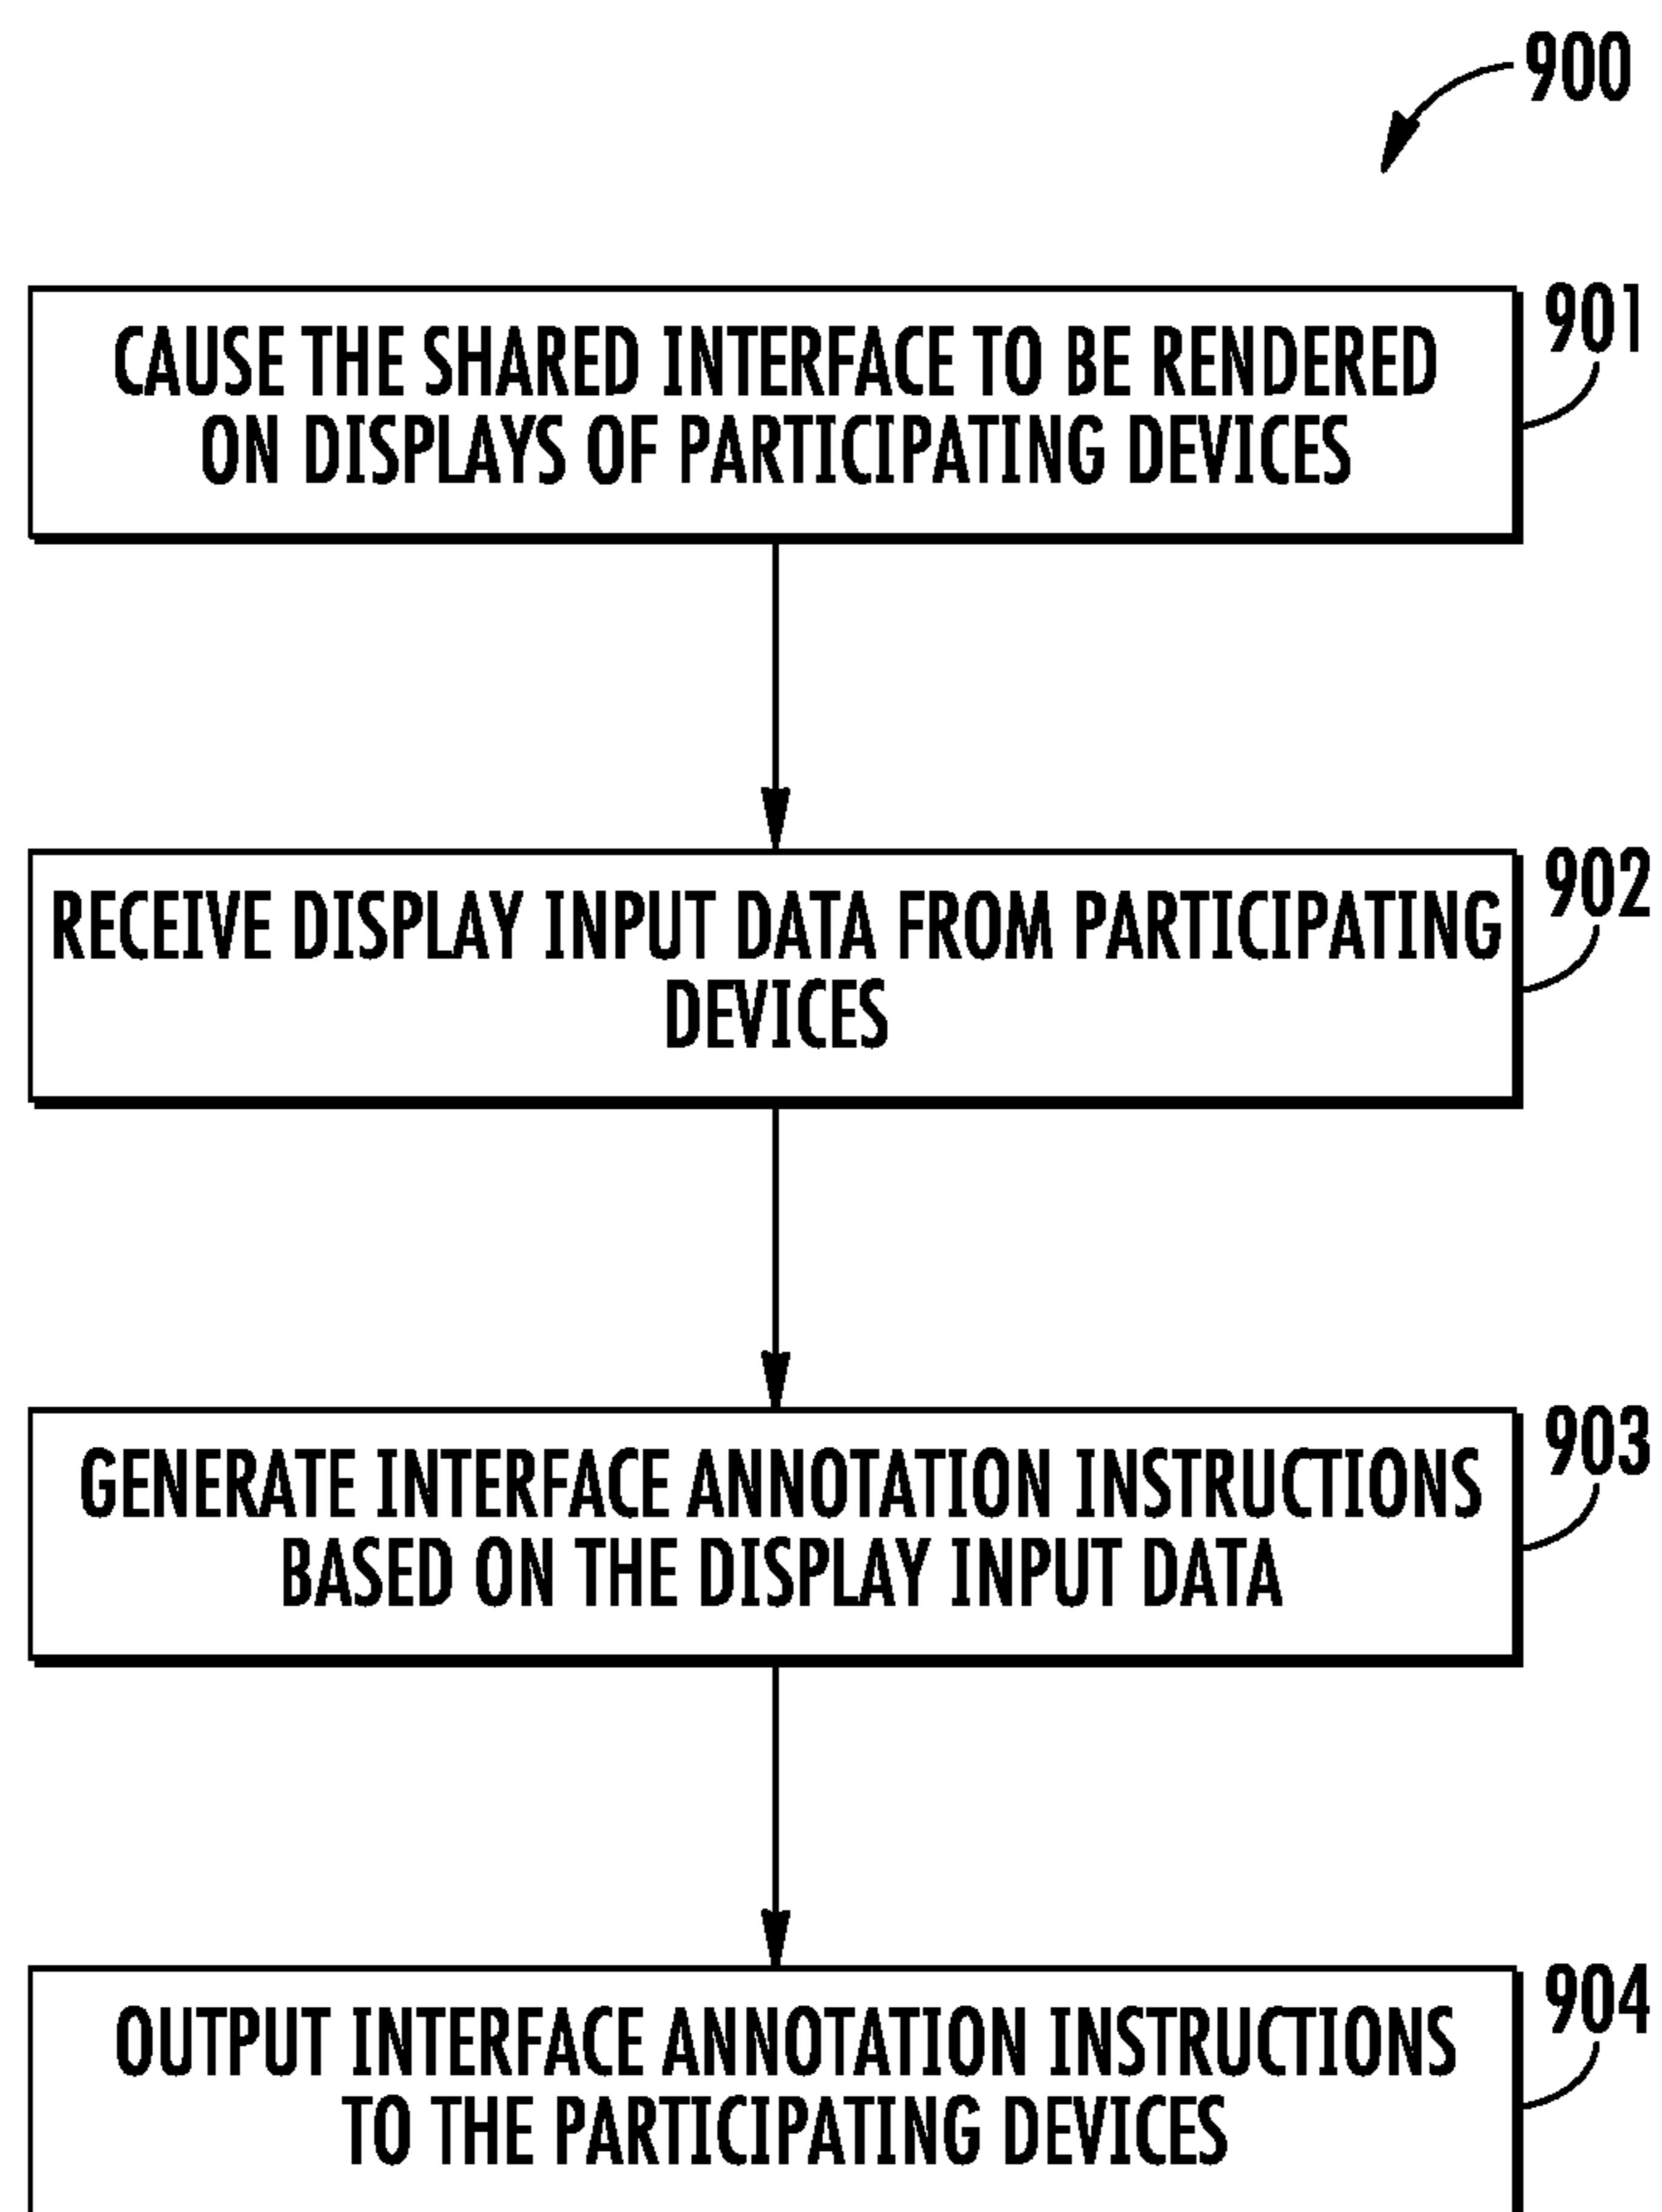 900
CAUSE THE SHARED INTERFACE TO BE RENDERED
ON DISPLAYS OF PARTICIPATING DEVICES
901
RECEIVE DISPLAY INPUT DATA FROM PARTICIPATING
DEVICES
902
GENERATE INTERFACE ANNOTATION INSTRUCTIONS
BASED ON THE DISPLAY INPUT DATA
903
OUTPUT INTERFACE ANNOTATION INSTRUCTIONS
TO THE PARTICIPATING DEVICES
904